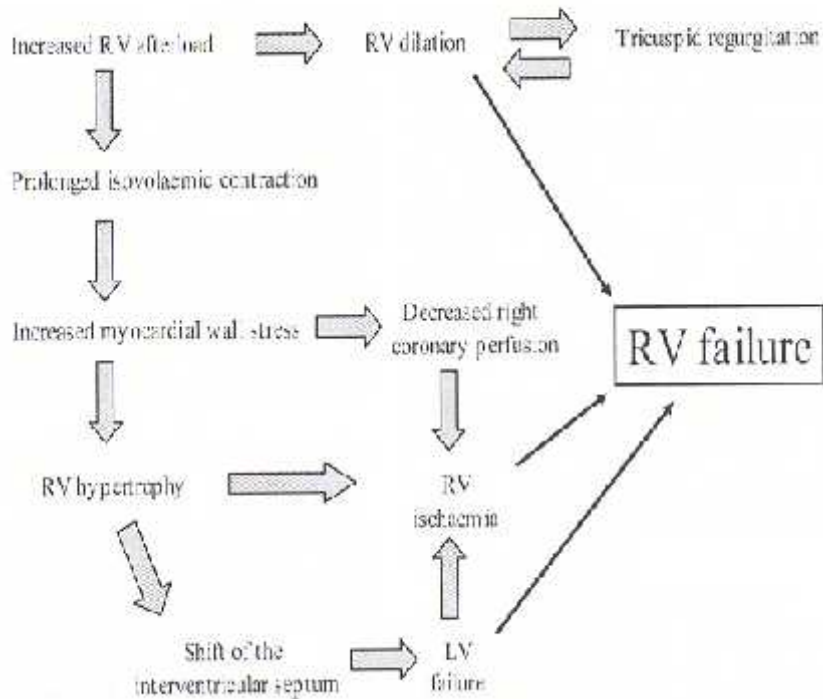 Increased RV afterload
RV dilation
Tricuspid regurgitation
Prolonged isovolaemic contraction
Increased myocardial wall stress
Decreased right
coronary perfusion
RV failure
RV hypertrophy
RV
ischaemia
Shift of the
interventricular septum
LV
failure